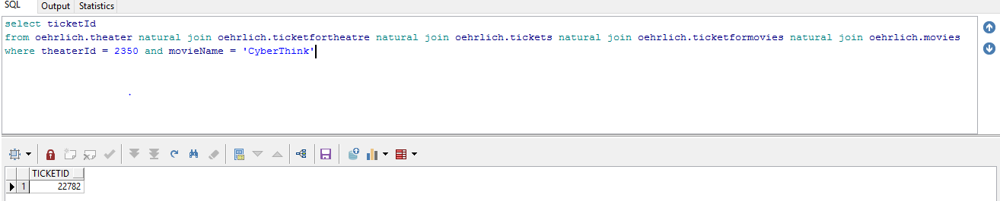 SQL Output Statistics
select ticketId
from oehrlich.theater natural join oehrlich.ticketfortheatre natural join oehrlich.tickets natural join oehrlich.ticketformovies natural join oehrlich.movies
where theaterId = 2350 and movieName = 'CyberThink'
TICKETID
1 22782